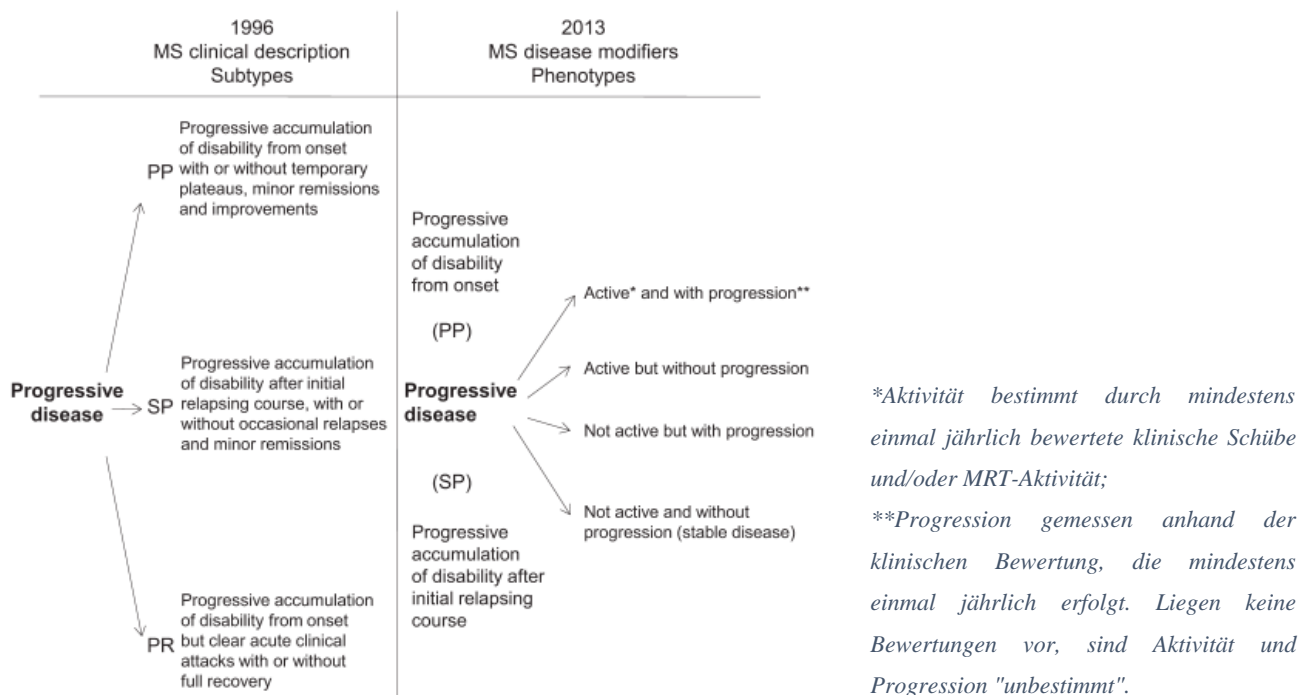 1996
MS clinical description
Subtypes
2013
MS disease modifiers
Phenotypes
Progressive
disease
PP
Progressive accumulation
of disability from onset
with or without temporary
plateaus, minor remissions
and improvements
SP
Progressive accumulation
of disability after initial
relapsing course, with or
without occasional relapses
and minor remissions
PR
Progressive accumulation
of disability from onset
but clear acute clinical
attacks with or without
full recovery
Progressive
accumulation
of disability
from onset
(PP)
Progressive
disease
(SP)
Progressive
accumulation
of disability after
initial relapsing
course
Active* and with progression**
Active but without progression
Not active but with progression
Not active and without
progression (stable disease)
*Aktivität bestimmt durch mindestens
einmal jährlich bewertete klinische Schübe
und/oder MRT-Aktivität;
**Progression gemessen anhand der
klinischen Bewertung, die mindestens
einmal jährlich erfolgt. Liegen keine
Bewertungen vor, sind Aktivität und
Progression "unbestimmt".